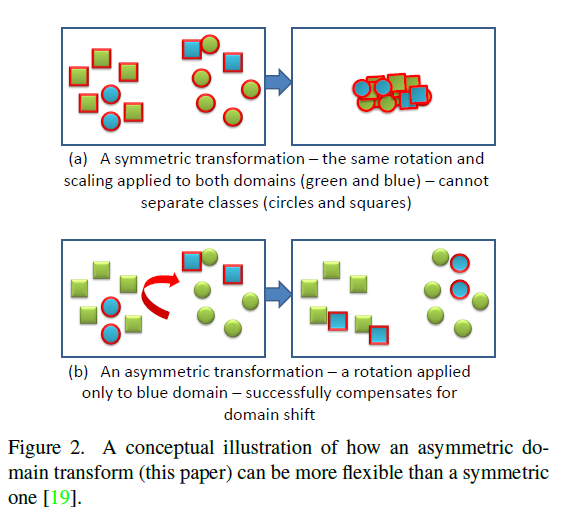 (a) A symmetric transformation – the same rotation and
scaling applied to both domains (green and blue) – cannot
separate classes (circles and squares)
(b) An asymmetric transformation – a rotation applied
only to blue domain – successfully compensates for
domain shift
Figure 2. A conceptual illustration of how an asymmetric do-
main transform (this paper) can be more flexible than a symmetric
one [19].